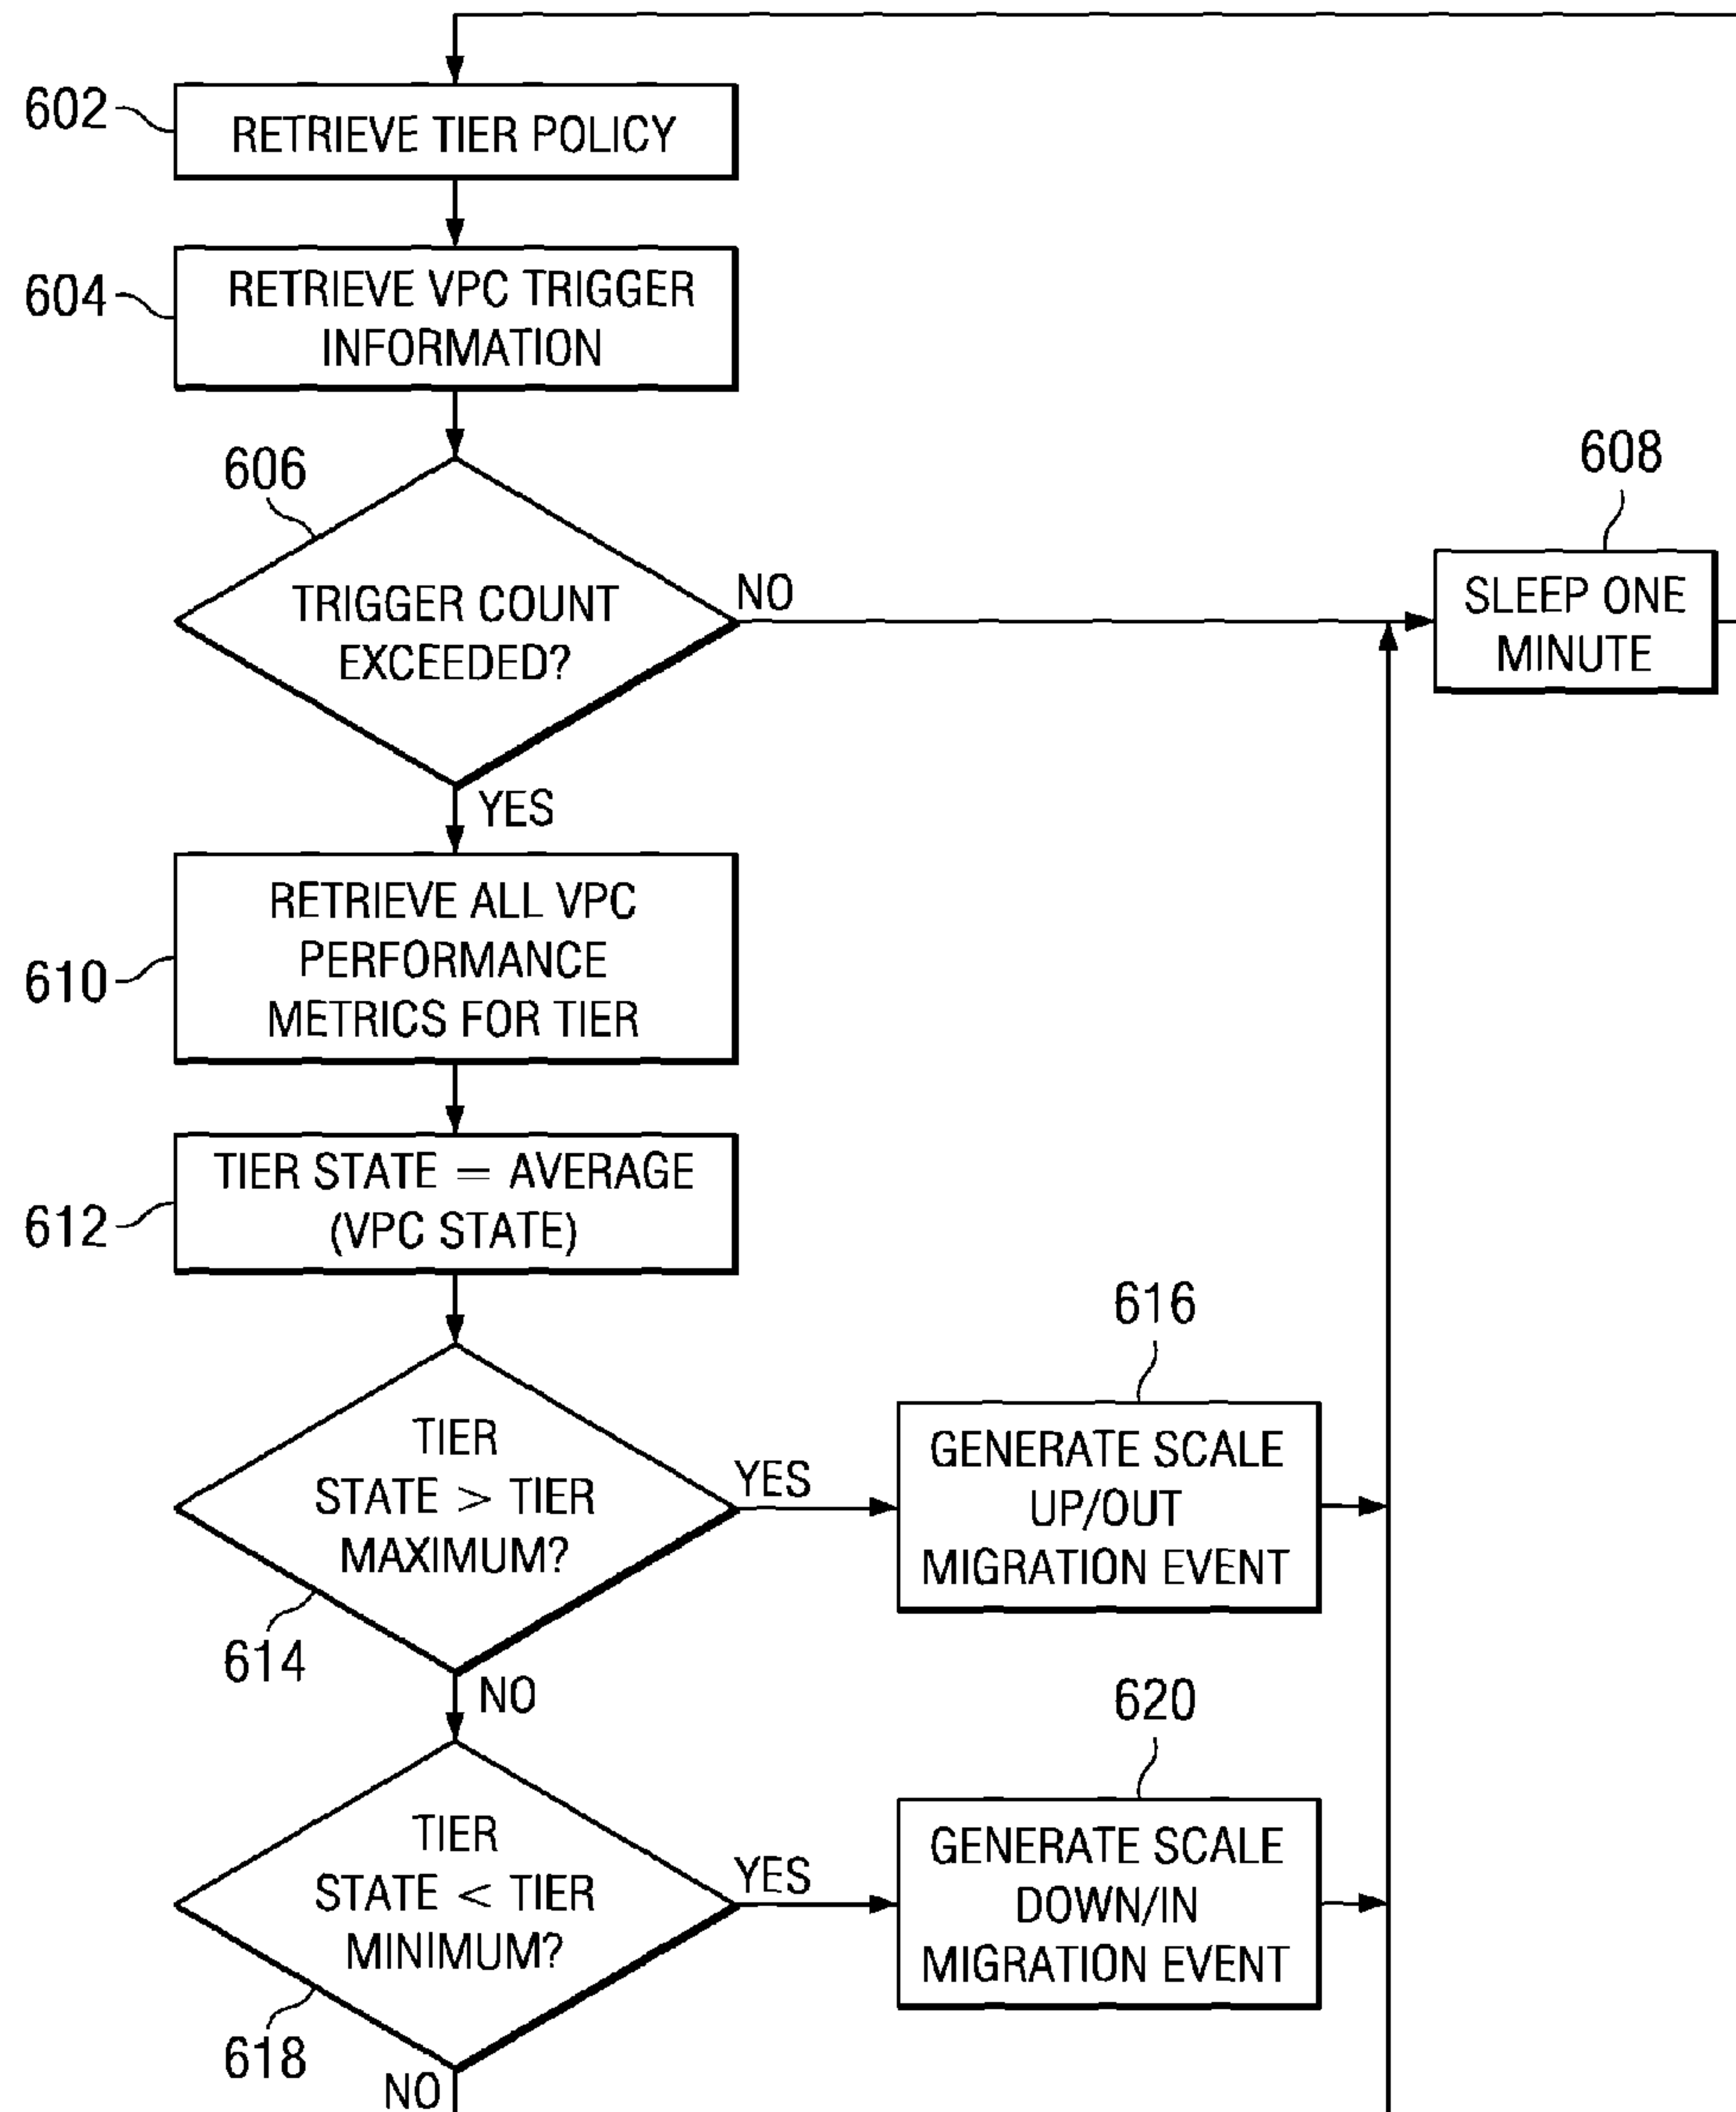 602
RETRIEVE TIER POLICY
604
RETRIEVE VPC TRIGGER
INFORMATION
606
TRIGGER COUNT
EXCEEDED?
NO
608
SLEEP ONE
MINUTE
YES
610
RETRIEVE ALL VPC
PERFORMANCE
METRICS FOR TIER
612
TIER STATE = AVERAGE
(VPC STATE)
614
TIER
STATE > TIER
MAXIMUM?
YES
616
GENERATE SCALE
UP/OUT
MIGRATION EVENT
NO
618
TIER
STATE < TIER
MINIMUM?
YES
620
GENERATE SCALE
DOWN/IN
MIGRATION EVENT
NO